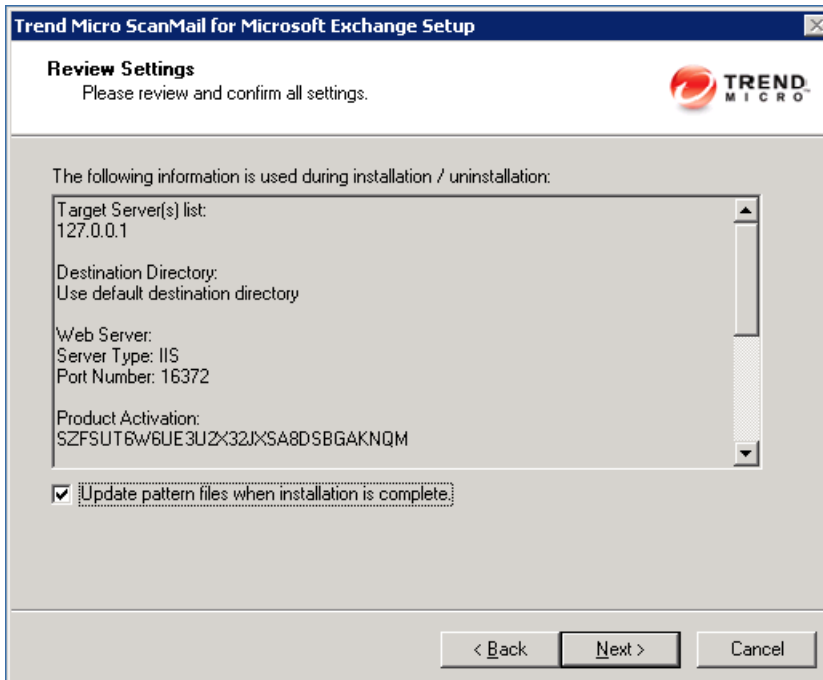 Trend Micro ScanMail for Microsoft Exchange Setup
Review Settings
Please review and confirm all settings.
TREND
MICRO
The following information is used during installation / uninstallation:
Target Server(s) list:
127.0.0.1
Destination Directory:
Use default destination directory
Web Server:
Server Type: IIS
Port Number: 16372
Product Activation:
SZFSUT6W6UE3U2X32JXSA8DSBGAKNQM
Update pattern files when installation is complete.
< Back
Next >
Cancel